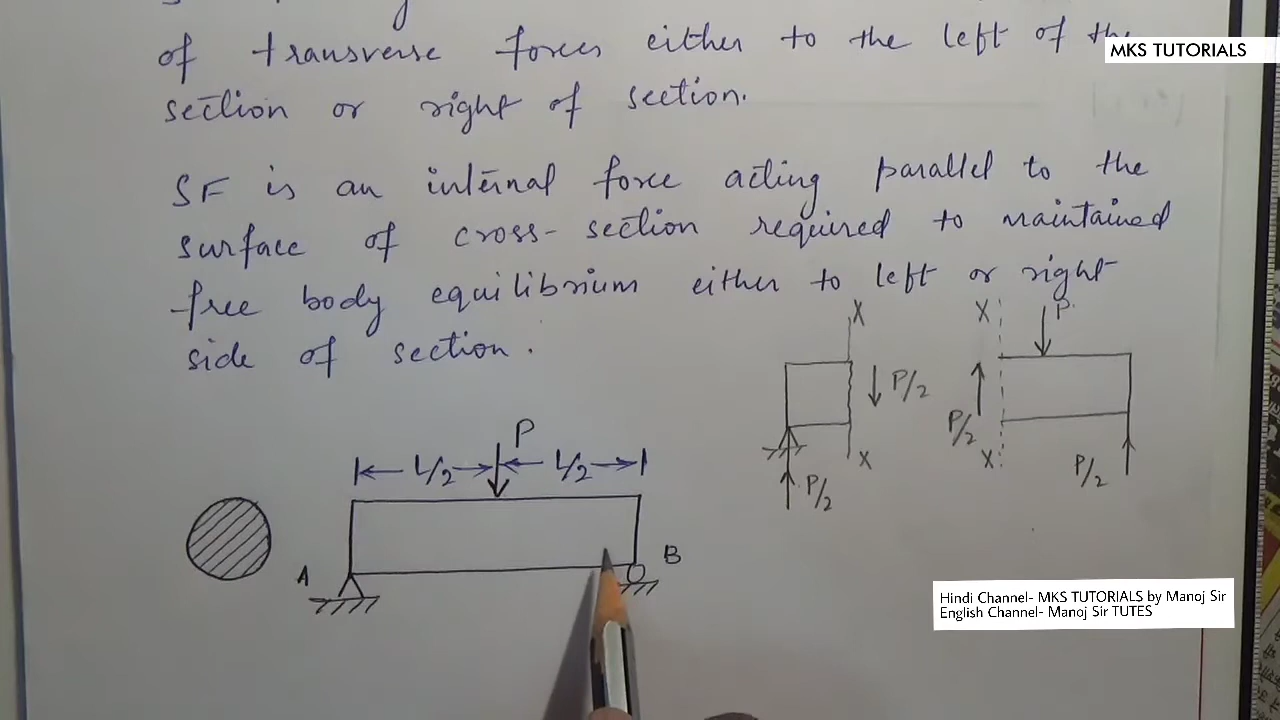 of transverse forces either to the left of the
MKS TUTORIALS
section or right of section.
SF is an internal force acting parallel to the
surface of cross-section required to maintained
free body equilibrium either to left or right
side of section.
X
X
P
P/2
P/2
X
X
P/2
P/2
P
L/2
L/2
A
B
Hindi Channel- MKS TUTORIALS by Manoj Sir
English Channel- Manoj Sir TUTES